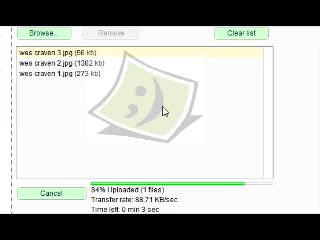 Browse... Remove Clear list
wes craven 3.jpg (56 kb)
wes craven 2.jpg (1382 kb)
wes craven 1.jpg (273 kb)
Cancel
84% Uploaded (1 files)
Transfer rate: 88.71 KB/sec
Time left: 0 min 3 sec